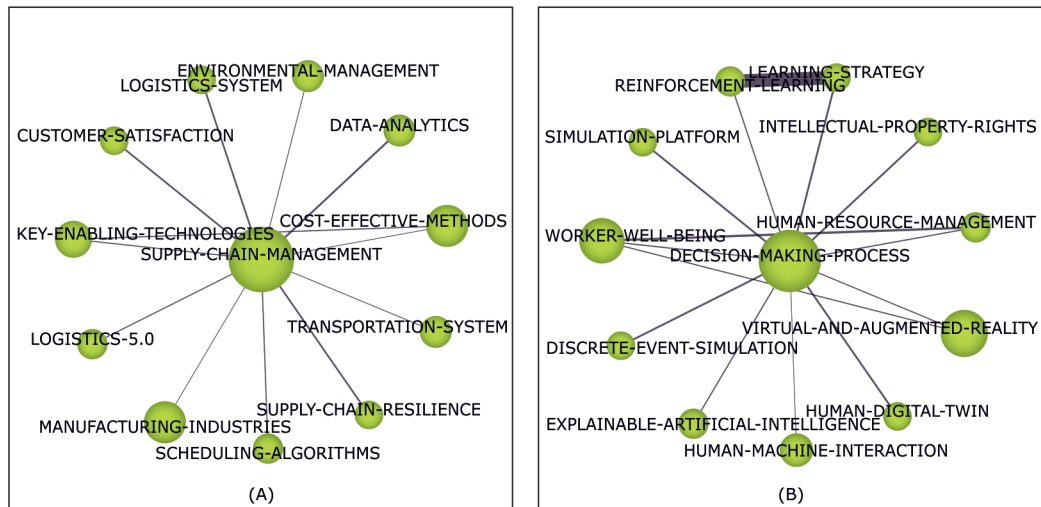 ENVIRONMENTAL-MANAGEMENT
LOGISTICS-SYSTEM
DATA-ANALYTICS
CUSTOMER-SATISFACTION
COST-EFFECTIVE-METHODS
KEY-ENABLING-TECHNOLOGIES
SUPPLY-CHAIN-MANAGEMENT
TRANSPORTATION-SYSTEM
LOGISTICS-5.0
SUPPLY-CHAIN-RESILIENCE
MANUFACTURING-INDUSTRIES
SCHEDULING-ALGORITHMS
(A)
LEARNING-STRATEGY
REINFORCEMENT-LEARNING
INTELLECTUAL-PROPERTY-RIGHTS
SIMULATION-PLATFORM
HUMAN-RESOURCE-MANAGEMENT
WORKER-WELL-BEING
DECISION-MAKING-PROCESS
VIRTUAL-AND-AUGMENTED-REALITY
DISCRETE-EVENT-SIMULATION
HUMAN-DIGITAL-TWIN
EXPLAINABLE-ARTIFICIAL-INTELLIGENCE
HUMAN-MACHINE-INTERACTION
(B)